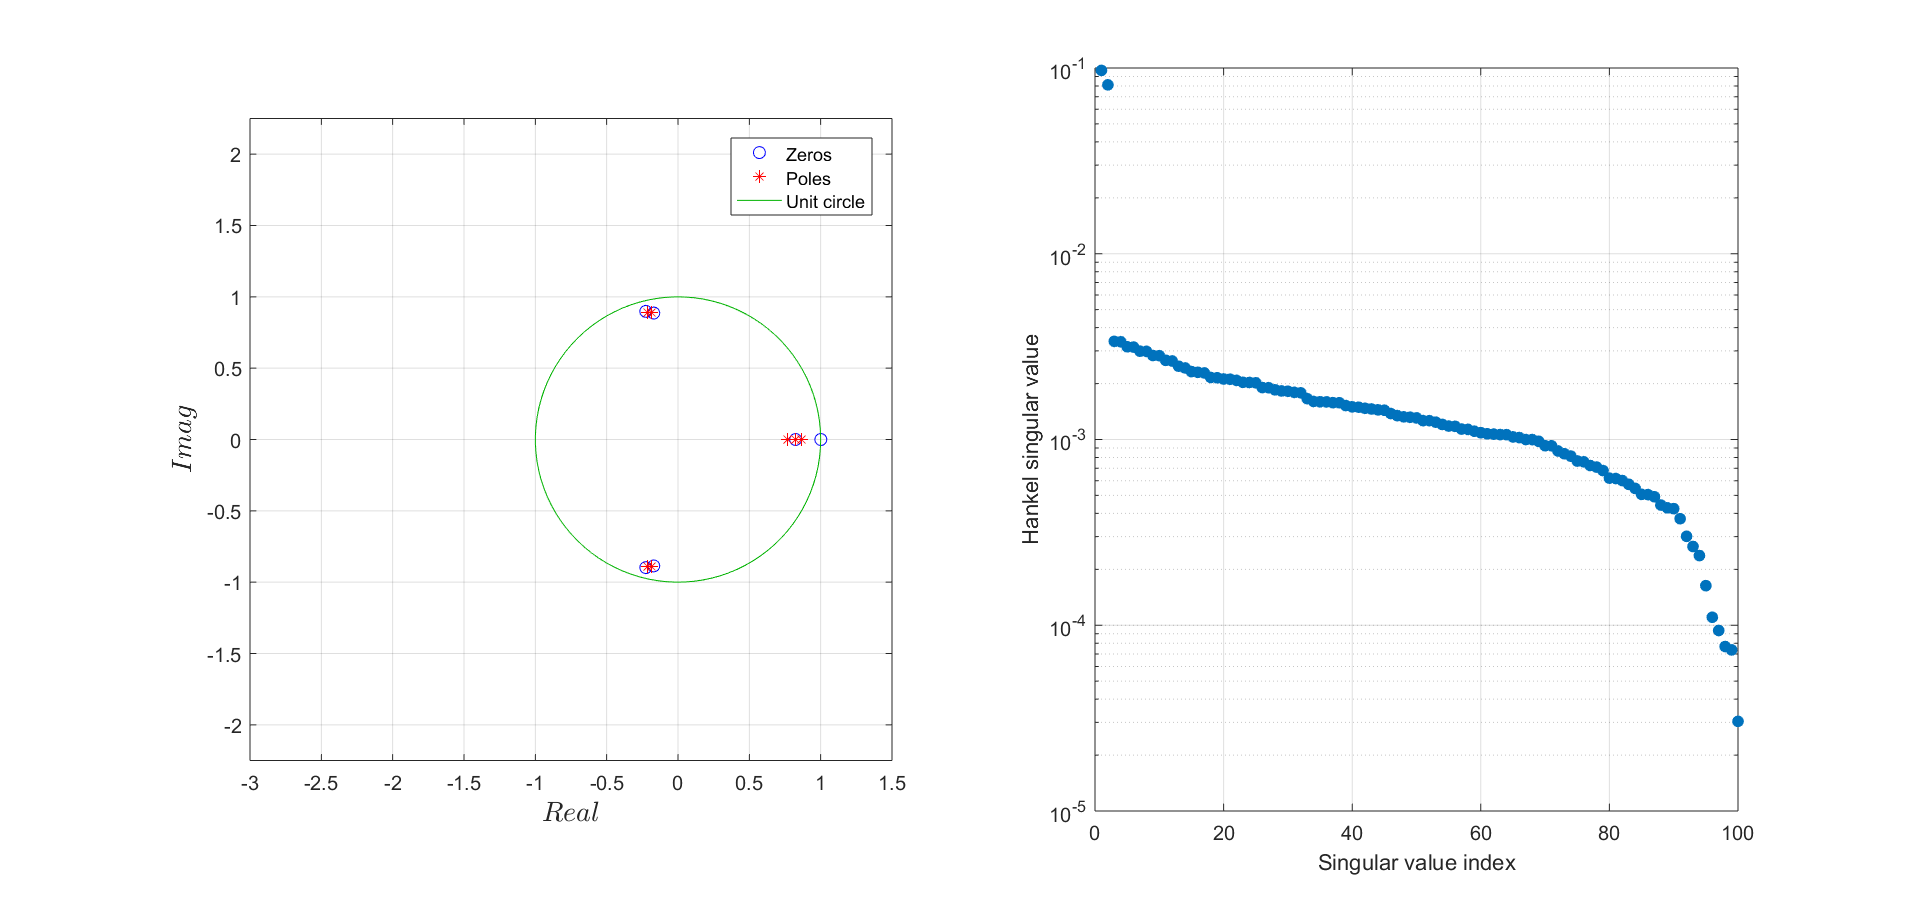 Zeros
Poles
Unit circle
2
1.5
1
0.5
0
-0.5
-1
-1.5
-2
-3 -2.5 -2 -1.5 -1 -0.5 0 0.5 1 1.5
Imag
Real
10^-1
10^-2
10^-3
10^-4
10^-5
0 20 40 60 80 100
Hankel singular value
Singular value index